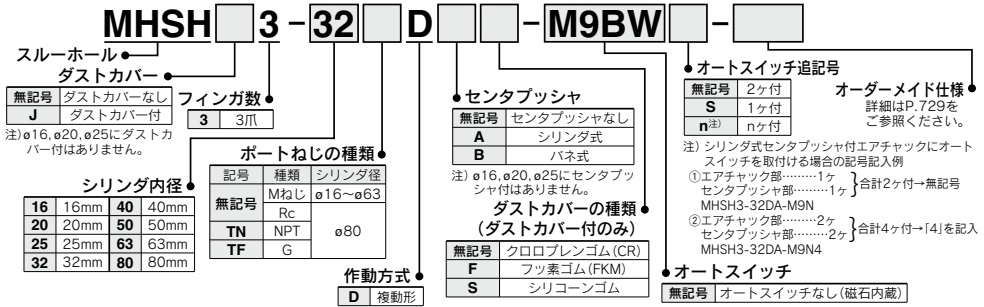 MHSH□3-32□D□□-M9BW□-□
スルーホール
ダストカバー
無記号 ダストカバーなし
J ダストカバー付
注)ø16,ø20,ø25にダストカ
バー付はありません。
フィンガ数
3 3爪
シリンダ内径
16 16mm 40 40mm
20 20mm 50 50mm
25 25mm 63 63mm
32 32mm 80 80mm
ポートねじの種類
記号 種類 シリンダ径
無記号 Mねじ ø16~ø63
Rc ø80
TN NPT
TF G
作動方式
D 複動形
センタプッシャ
無記号 センタプッシャなし
A シリンダ式
B バネ式
注)ø16,ø20,ø25にセンタプッ
シャ付はありません。
ダストカバーの種類
(ダストカバー付のみ)
無記号 クロロプレンゴム(CR)
F フッ素ゴム(FKM)
S シリコーンゴム
オートスイッチ
無記号 オートスイッチなし(磁石内蔵)
オートスイッチ追記号
無記号 2ヶ付
S 1ヶ付
n注) nヶ付
注) シリンダ式センタプッシャ付エアチャックにオート
スイッチを取付ける場合の記号記入例
①エアチャック部………1ヶ
センタプッシャ部………1ヶ}合計2ヶ付→無記号
MHSH3-32DA-M9N
②エアチャック部………2ヶ
センタプッシャ部………2ヶ}合計4ヶ付→「4」を記入
MHSH3-32DA-M9N4
オーダーメイド仕様
詳細はP.729を
ご参照ください。